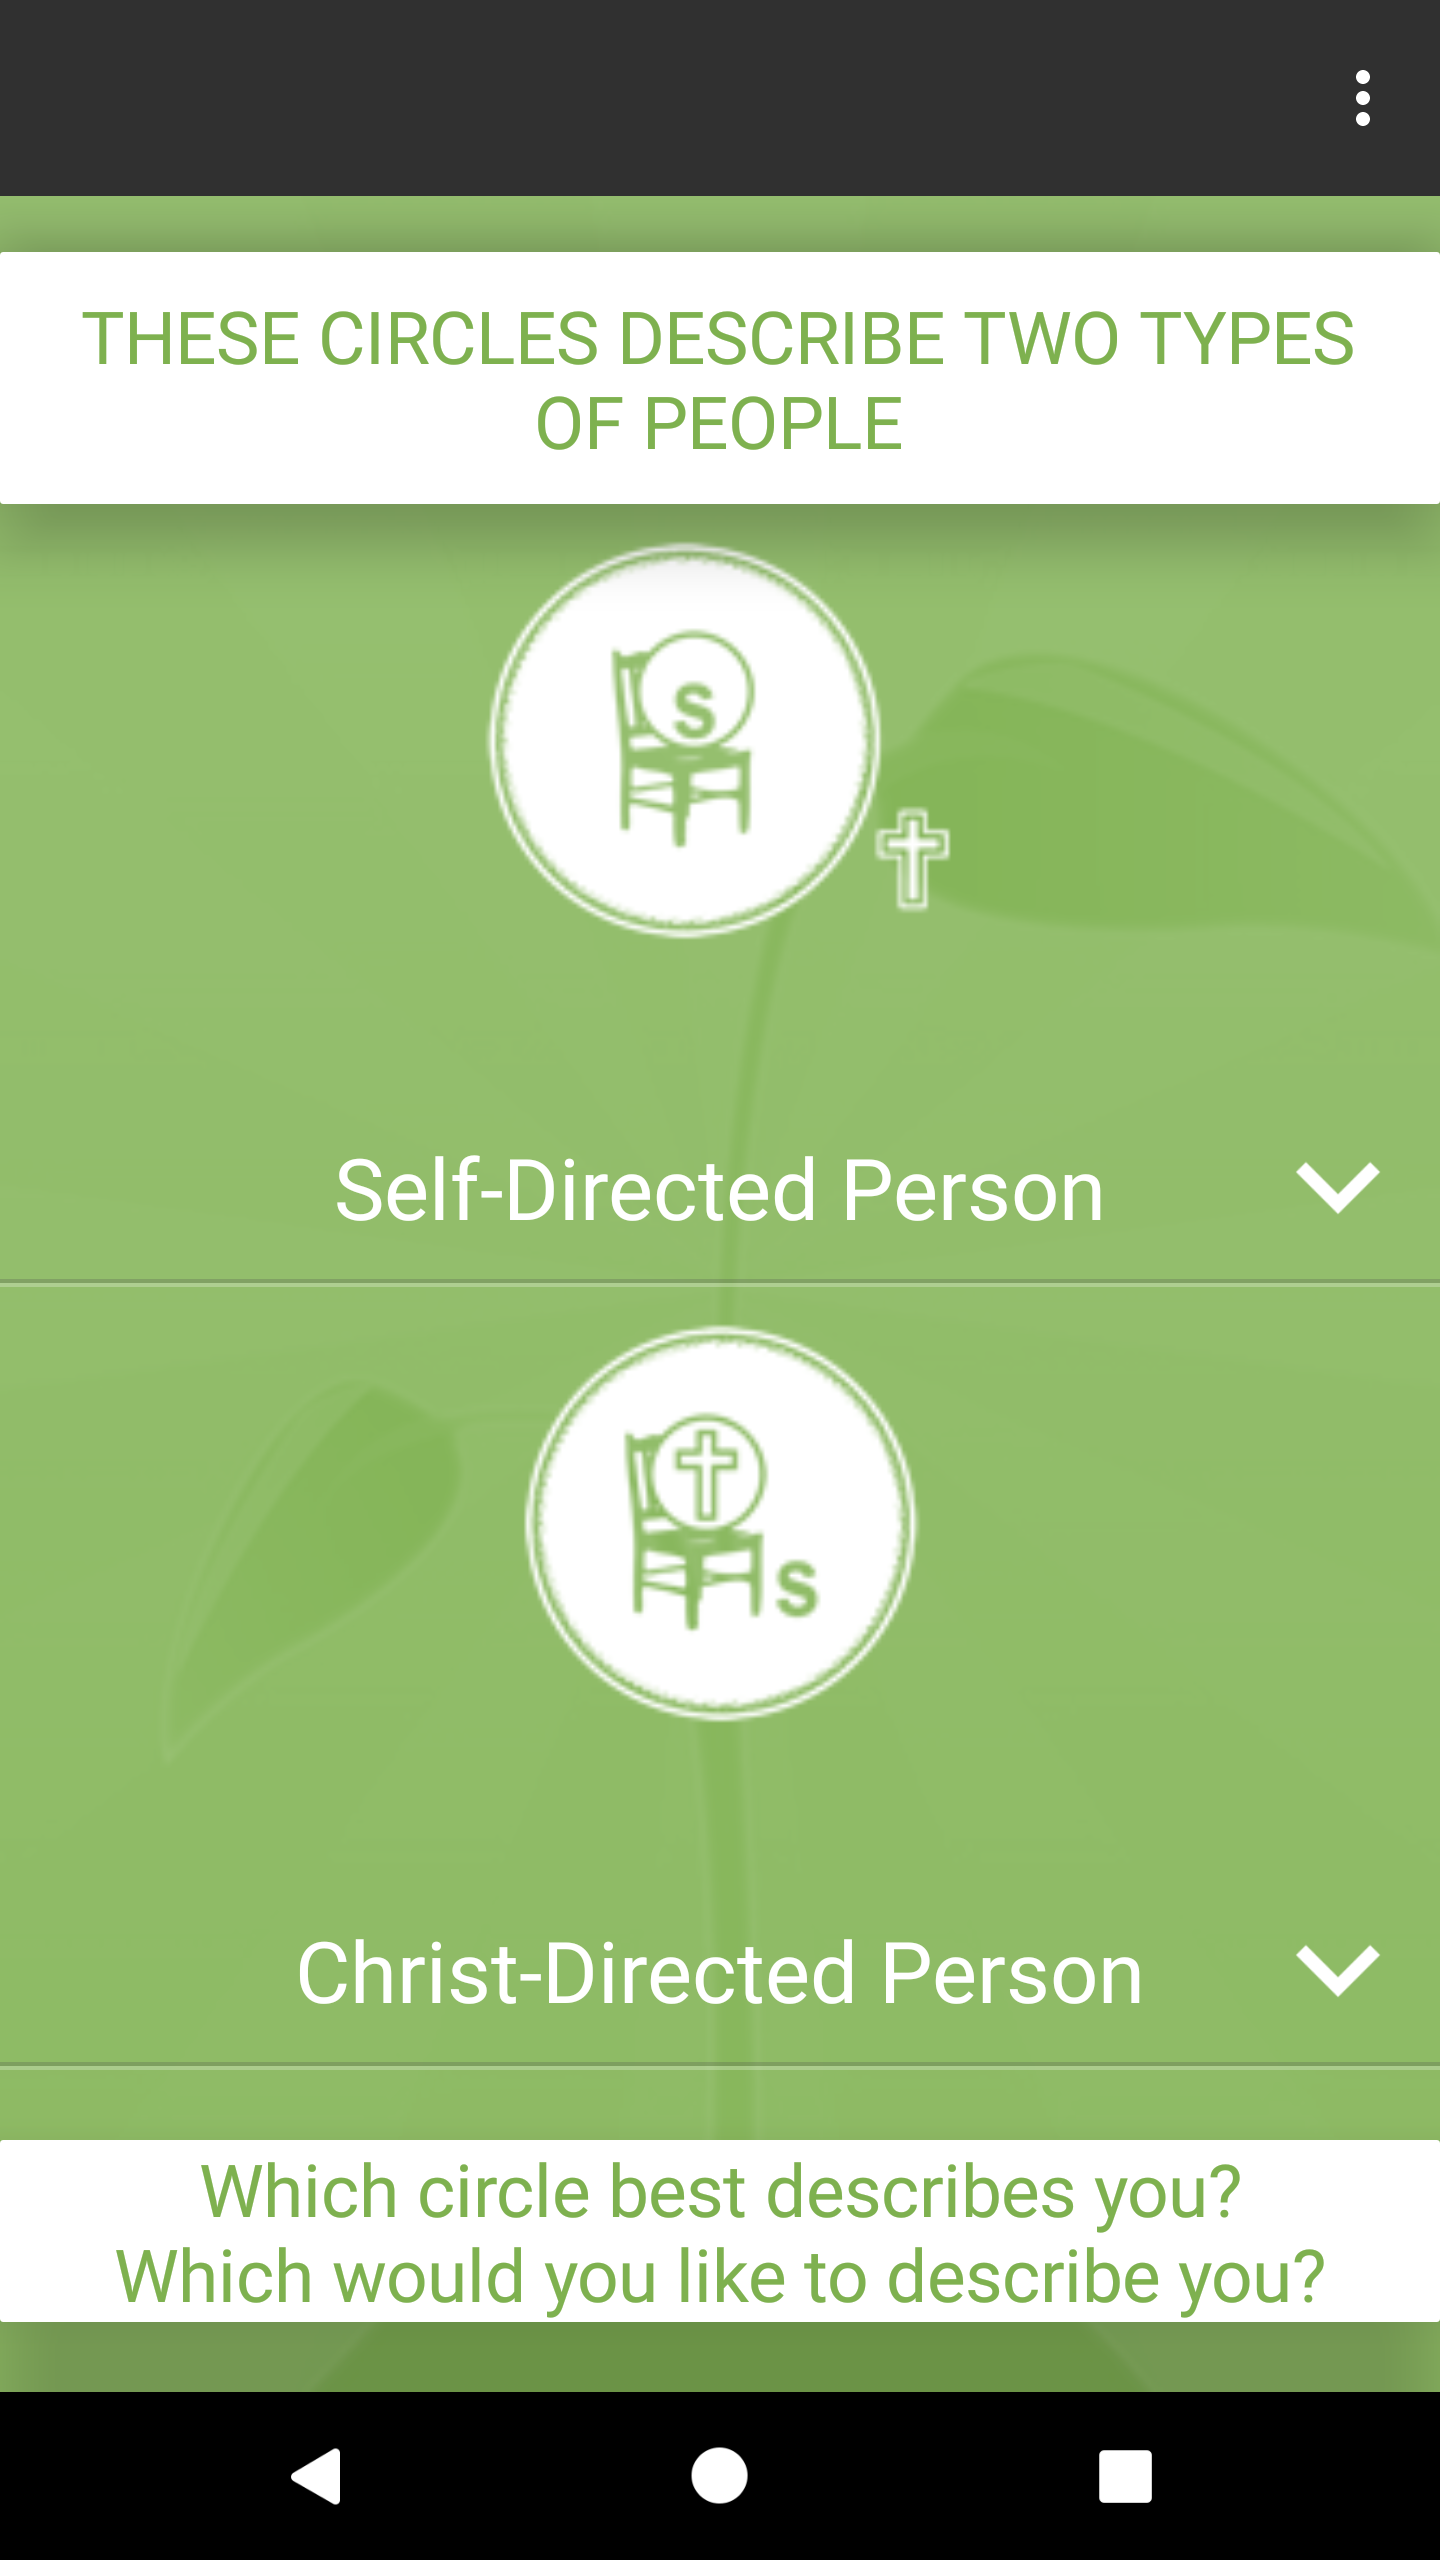 THESE CIRCLES DESCRIBE TWO TYPES
OF PEOPLE
S
Self-Directed Person
S
Christ-Directed Person
Which circle best describes you?
Which would you like to describe you?